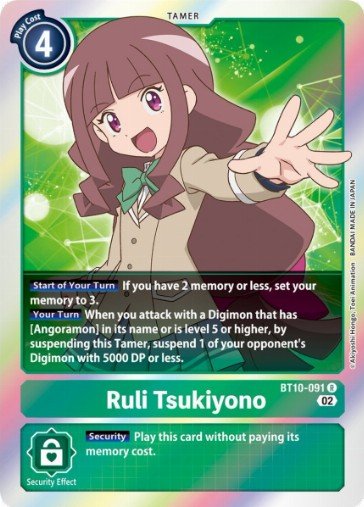 TAMER
Play Cost
4
Start of Your Turn If you have 2 memory or less, set your
memory to 3.
Your Turn When you attack with a Digimon that has
[Angoramon] in its name or is level 5 or higher, by
suspending this Tamer, suspend 1 of your opponent's
Digimon with 5000 DP or less.
©Akiyoshi Hongo, Toei Animation BANDAI MADE IN JAPAN
BT10-091 R
Ruli Tsukiyono
02
Security Play this card without paying its
memory cost.
Security Effect